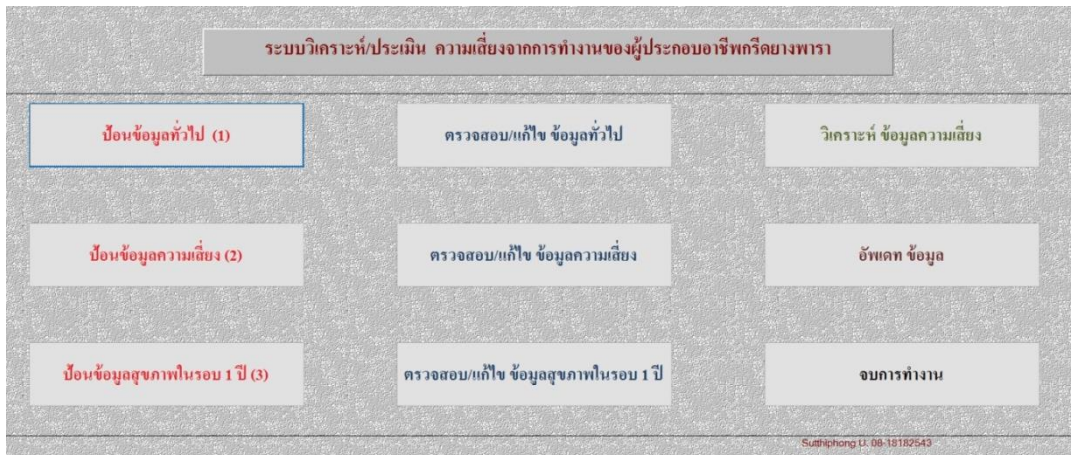 ระบบวิเคราะห์/ประเมิน ความเสี่ยงจากการทำงานของผู้ประกอบอาชีพกรีดยางพารา
ป้อนข้อมูลทั่วไป (1)
ตรวจสอบ/แก้ไข ข้อมูลทั่วไป
วิเคราะห์ ข้อมูลความเสี่ยง
ป้อนข้อมูลความเสี่ยง (2)
ตรวจสอบ/แก้ไข ข้อมูลความเสี่ยง
อัพเดท ข้อมูล
ป้อนข้อมูลสุขภาพในรอบ 1 ปี (3)
ตรวจสอบ/แก้ไข ข้อมูลสุขภาพในรอบ 1 ปี
จบการทำงาน
Sutthiphong U. 08-18182543